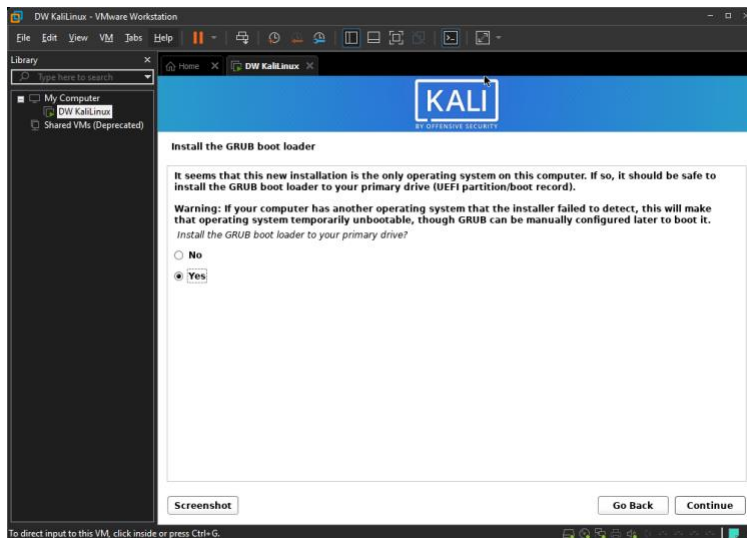 DW KaliLinux - VMware Workstation
File Edit View VM Tabs Help
Library
Type here to search
My Computer
DW KaliLinux
Shared VMs (Deprecated)
Home
DW KaliLinux
KALI
BY OFFENSIVE SECURITY
Install the GRUB boot loader
It seems that this new installation is the only operating system on this computer. If so, it should be safe to
install the GRUB boot loader to your primary drive (UEFI partition/boot record).
Warning: If your computer has another operating system that the installer failed to detect, this will make
that operating system temporarily unbootable, though GRUB can be manually configured later to boot it.
Install the GRUB boot loader to your primary drive?
No
Yes
Screenshot
Go Back
Continue
To direct input to this VM, click inside or press Ctrl+G.